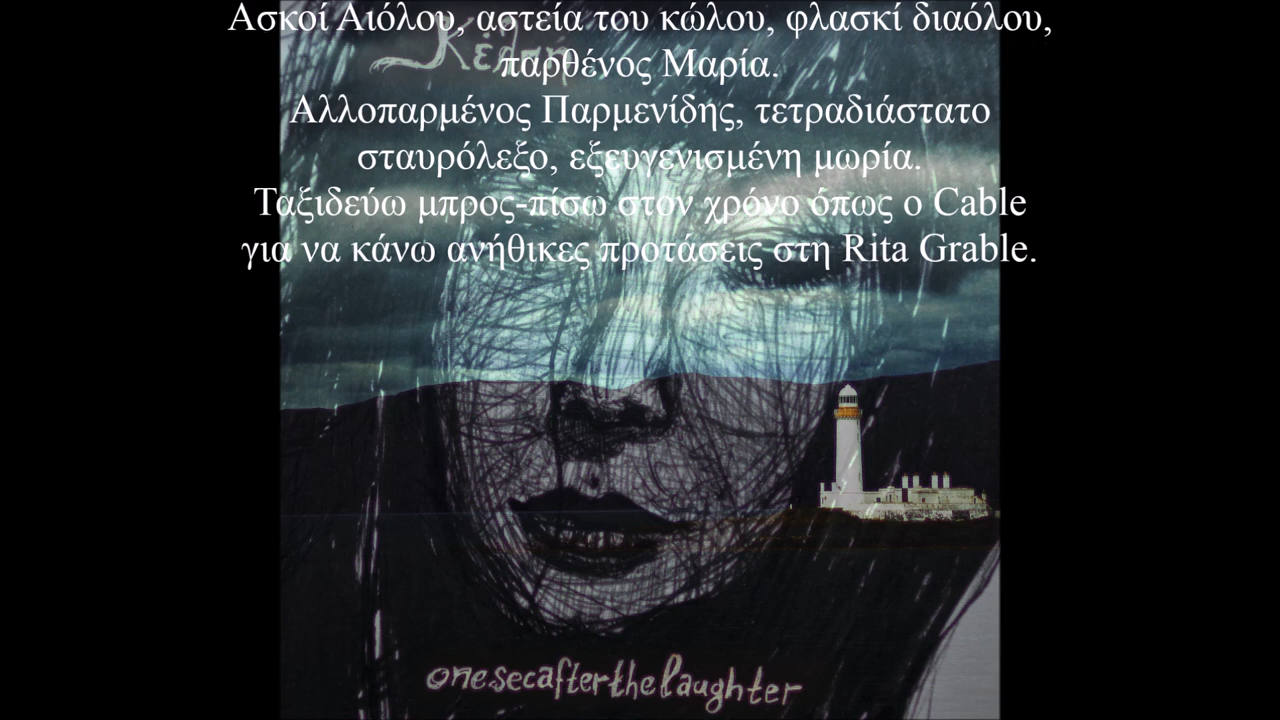 Ασκοί Αιόλου, αστεία του κώλου, φλασκί διαόλου,
παρθένος Μαρία.
Αλλοπαρμένος Παρμενίδης, τετραδιάστατο
σταυρόλεξο, εξευγενισμένη μωρία.
Ταξιδεύω μπρος-πίσω στον χρόνο όπως ο Cable
για να κάνω ανήθικες προτάσεις στη Rita Grable.
onesecafterthelaughter